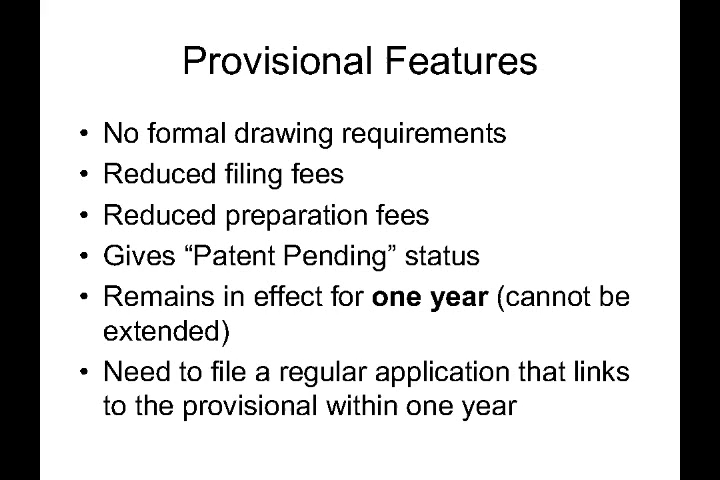 Provisional Features
• No formal drawing requirements
• Reduced filing fees
• Reduced preparation fees
• Gives “Patent Pending” status
• Remains in effect for one year (cannot be
extended)
• Need to file a regular application that links
to the provisional within one year